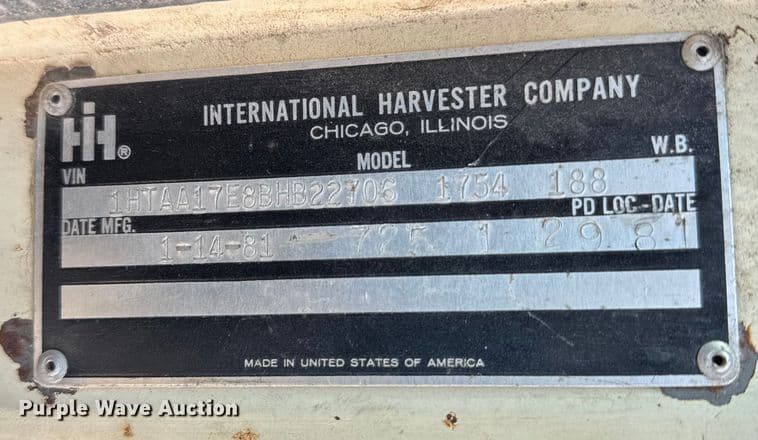 IH®
INTERNATIONAL HARVESTER COMPANY
CHICAGO, ILLINOIS
VIN MODEL W.B.
1HTAA17E8BHB22706 1754 188
DATE MFG. PD LOC-DATE
1-14-81 725 1 29 81
MADE IN UNITED STATES OF AMERICA
Purple Wave Auction